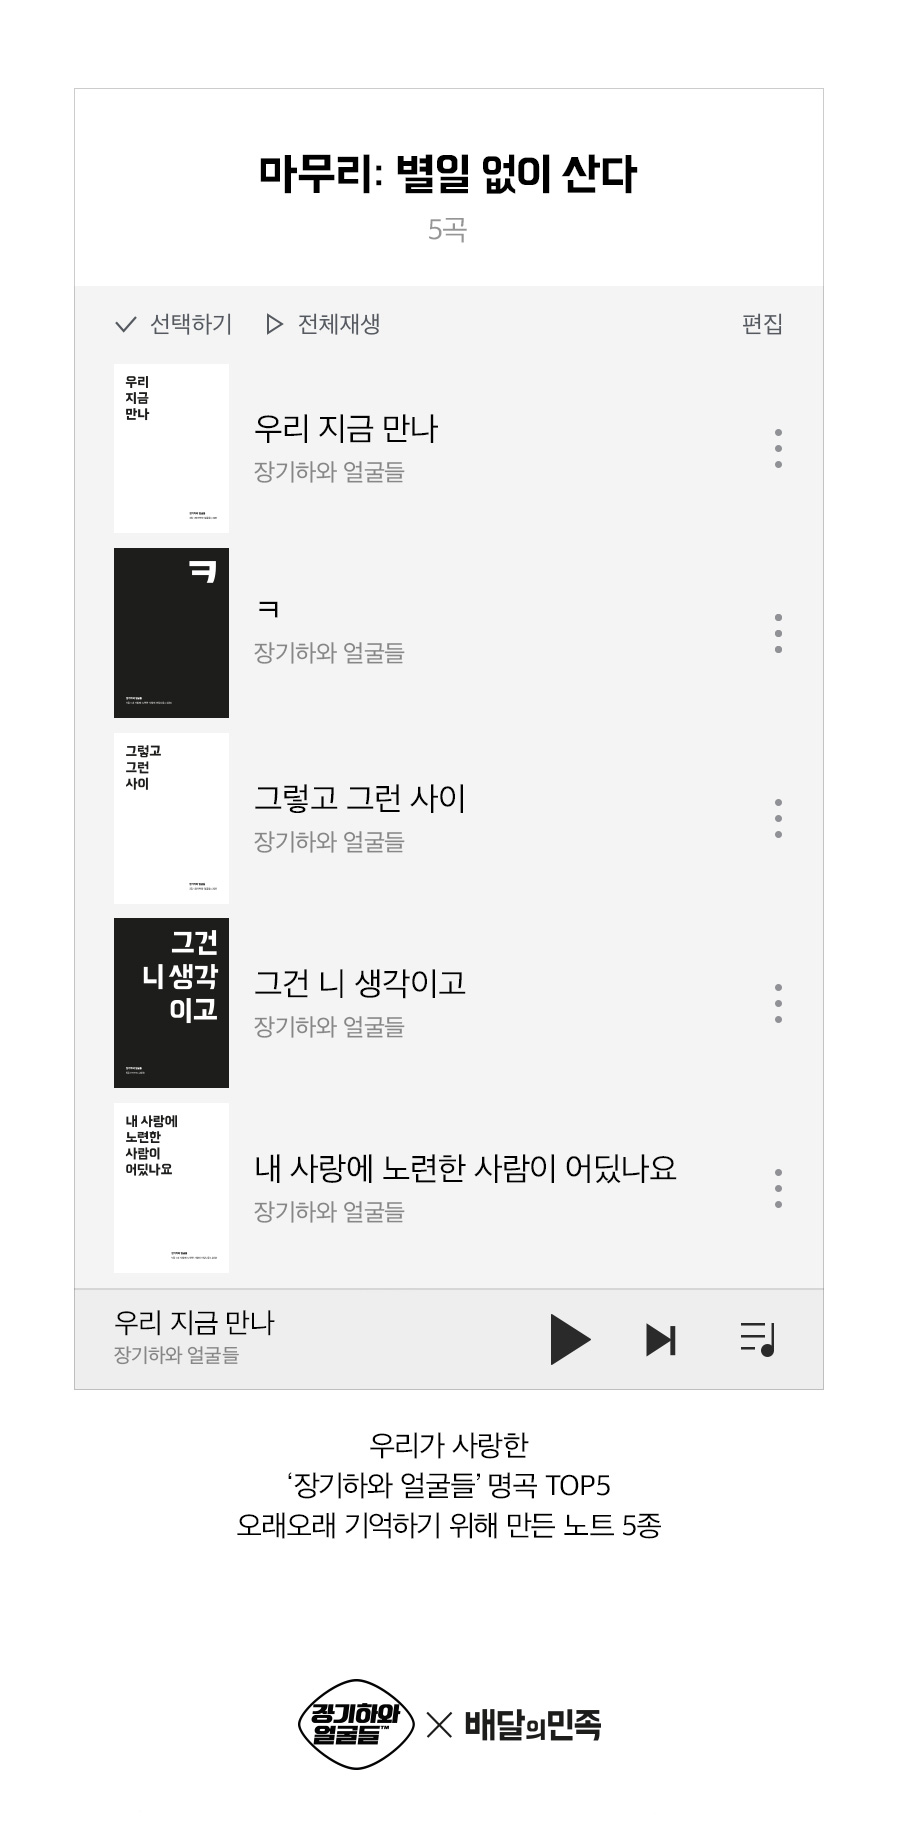 마무리: 별일 없이 산다
5곡
선택하기 전체재생 편집
우리
지금
만나
우리 지금 만나
장기하와 얼굴들
ㅋ
ㅋ
장기하와 얼굴들
그렇고
그런
사이
그렇고 그런 사이
장기하와 얼굴들
그건
니 생각
이고
그건 니 생각이고
장기하와 얼굴들
내 사랑에
노련한
사람이
어딨나요
내 사랑에 노련한 사람이 어딨나요
장기하와 얼굴들
우리 지금 만나
장기하와 얼굴들
우리가 사랑한
‘장기하와 얼굴들’ 명곡 TOP5
오래오래 기억하기 위해 만든 노트 5종
장기하와
얼굴들™
배달의민족